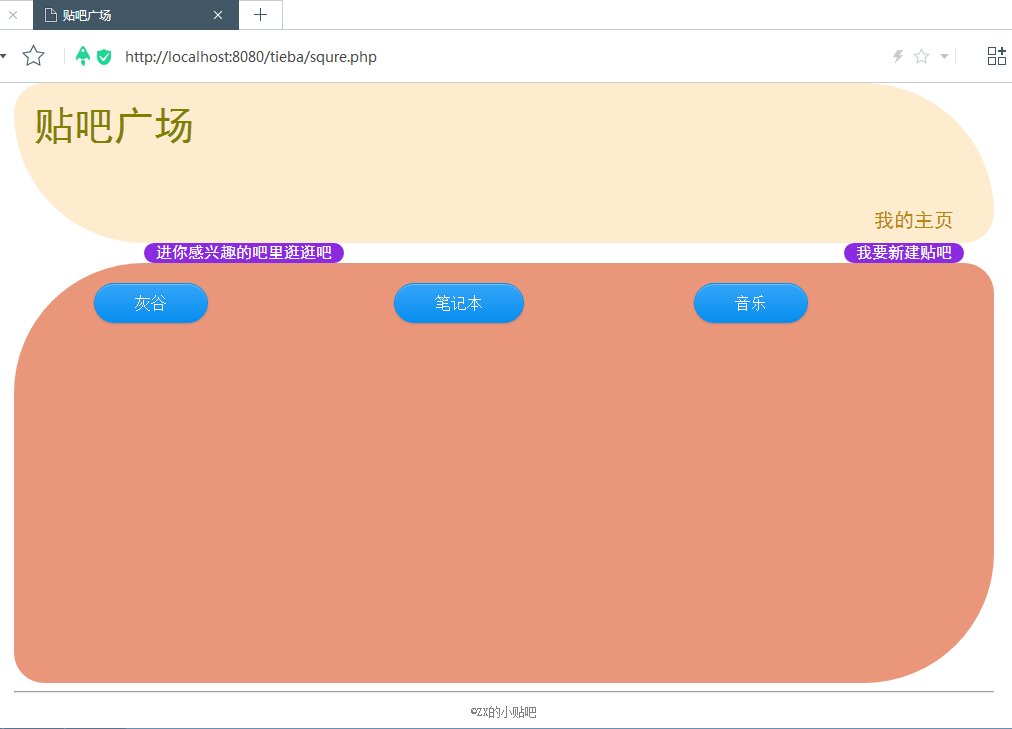 贴吧广场
http://localhost:8080/tieba/squre.php
贴吧广场
我的主页
进你感兴趣的吧里逛逛吧 我要新建贴吧
灰谷 笔记本 音乐
©ZX的小贴吧